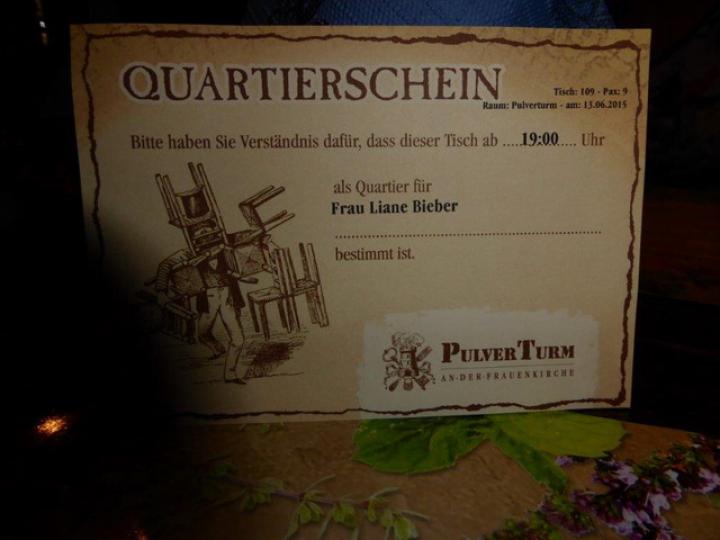 QUARTIERSCHEIN
Tisch: 109 - Pax: 9
Raum: Pulverturm - am: 13.06.2015
Bitte haben Sie Verständnis dafür, dass dieser Tisch ab ....19:00.... Uhr
als Quartier für
Frau Liane Bieber
bestimmt ist.
PULVERTURM
AN·DER·FRAUENKIRCHE